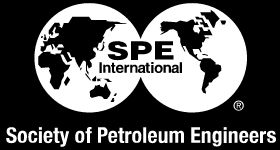 SPE
International
®
Society of Petroleum Engineers